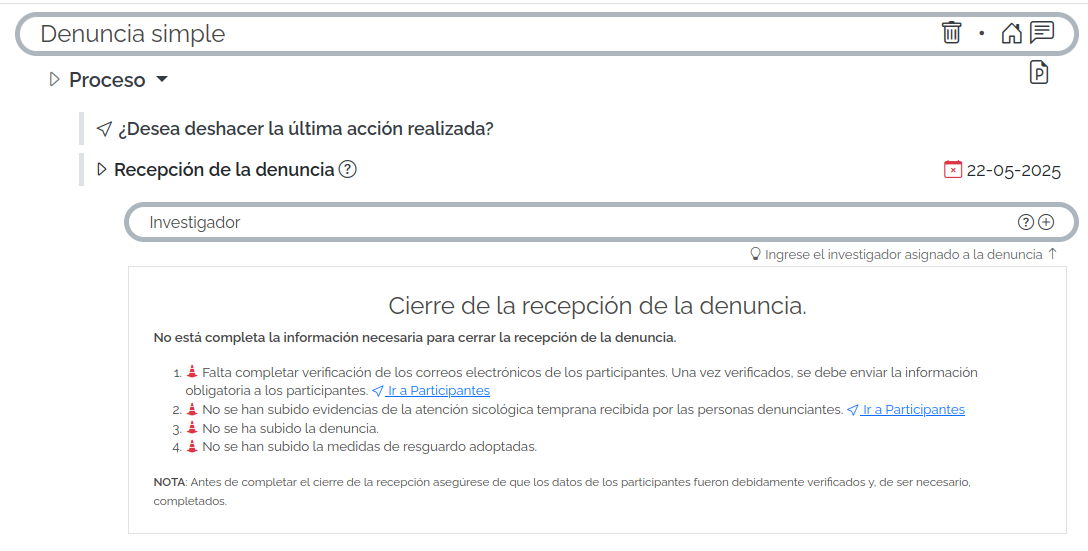 Denuncia simple
Proceso
P
¿Desea deshacer la última acción realizada?
Recepción de la denuncia ?
22-05-2025
Investigador
?
Ingrese el investigador asignado a la denuncia ↑
Cierre de la recepción de la denuncia.
No está completa la información necesaria para cerrar la recepción de la denuncia.
1. Falta completar verificación de los correos electrónicos de los participantes. Una vez verificados, se debe enviar la información
obligatoria a los participantes. Ir a Participantes
2. No se han subido evidencias de la atención sicológica temprana recibida por las personas denunciantes. Ir a Participantes
3. No se ha subido la denuncia.
4. No se han subido la medidas de resguardo adoptadas.
NOTA: Antes de completar el cierre de la recepción asegúrese de que los datos de los participantes fueron debidamente verificados y, de ser necesario,
completados.